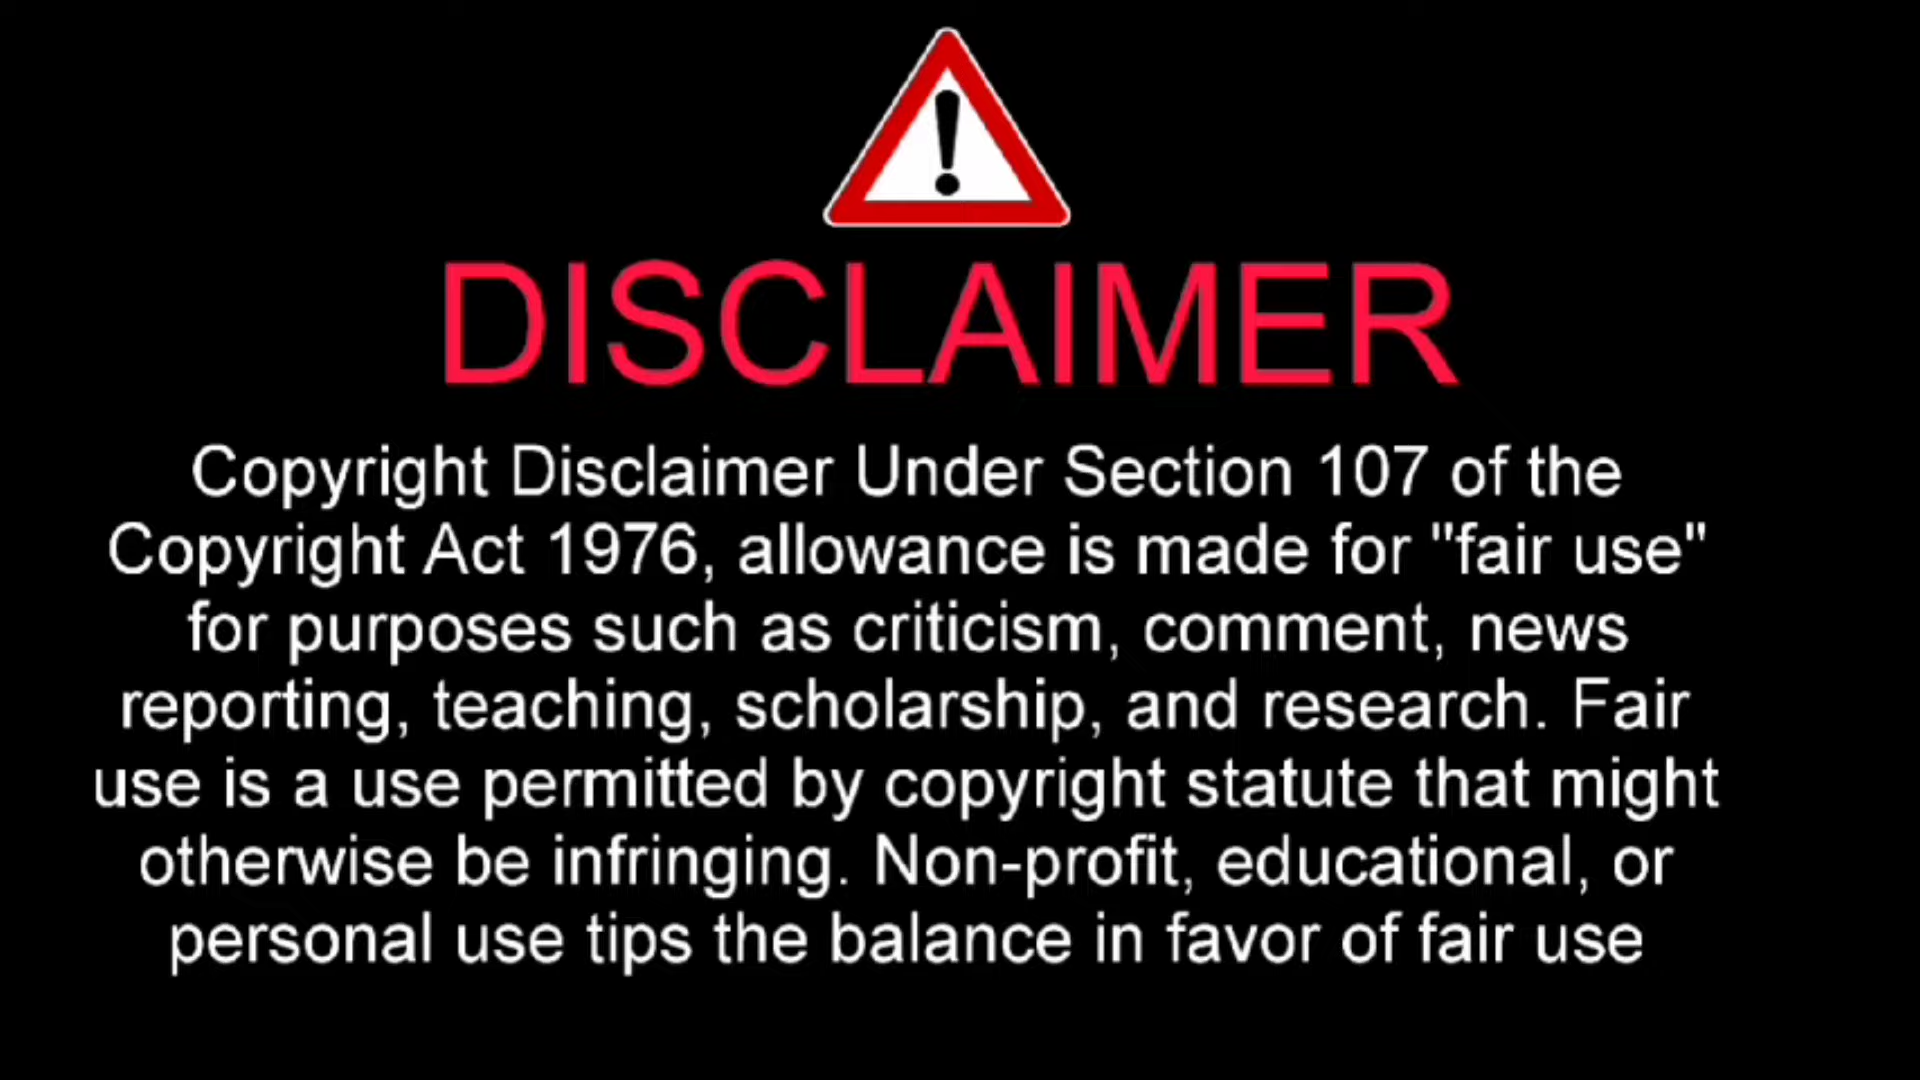 DISCLAIMER
Copyright Disclaimer Under Section 107 of the
Copyright Act 1976, allowance is made for "fair use"
for purposes such as criticism, comment, news
reporting, teaching, scholarship, and research. Fair
use is a use permitted by copyright statute that might
otherwise be infringing. Non-profit, educational, or
personal use tips the balance in favor of fair use